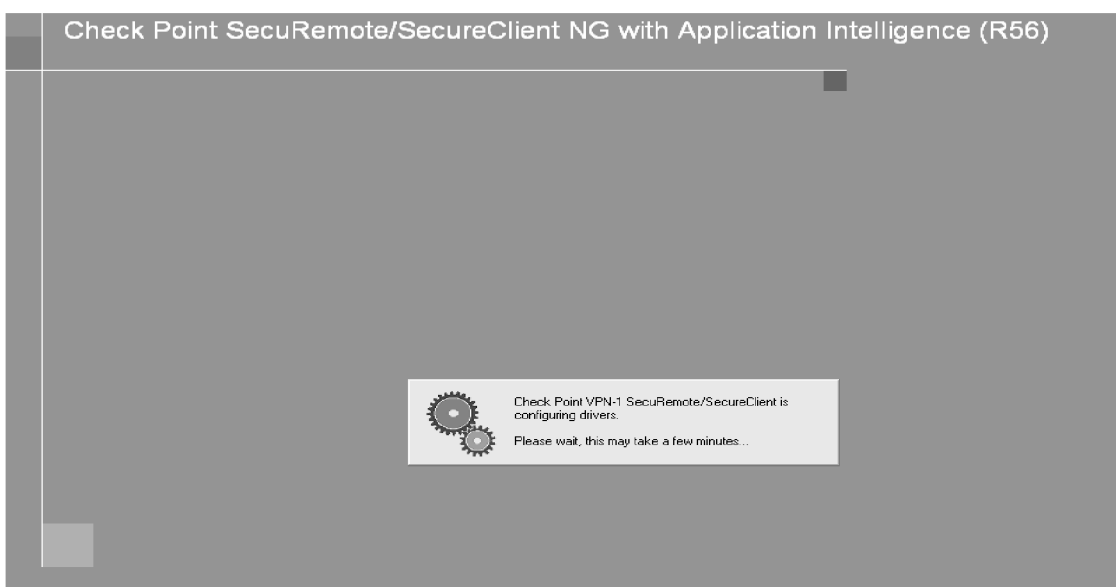 Check Point SecuRemote/SecureClient NG with Application Intelligence (R56)
Check Point VPN-1 SecuRemote/SecureClient is
configuring drivers.
Please wait, this may take a few minutes...